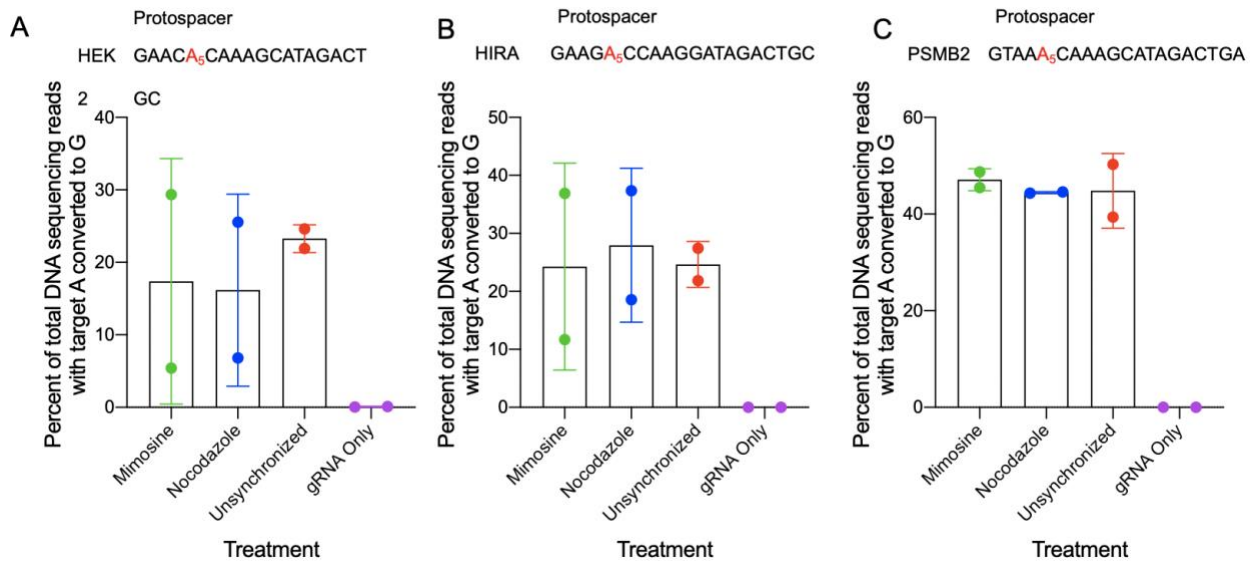 A
Protospacer
HEK GAACA5CAAAGCATAGACT
2 GC
Percent of total DNA sequencing reads
with target A converted to G
40
30
20
10
0
Mimosine
Nocodazole
Unsynchronized
gRNA Only
Treatment
B
Protospacer
HIRA GAAGA5CCAAGGATAGACTGC
Percent of total DNA sequencing reads
with target A converted to G
50
40
30
20
10
0
Mimosine
Nocodazole
Unsynchronized
gRNA Only
Treatment
C
Protospacer
PSMB2 GTAAA5CAAAGCATAGACTGA
Percent of total DNA sequencing reads
with target A converted to G
60
40
20
0
Mimosine
Nocodazole
Unsynchronized
gRNA Only
Treatment